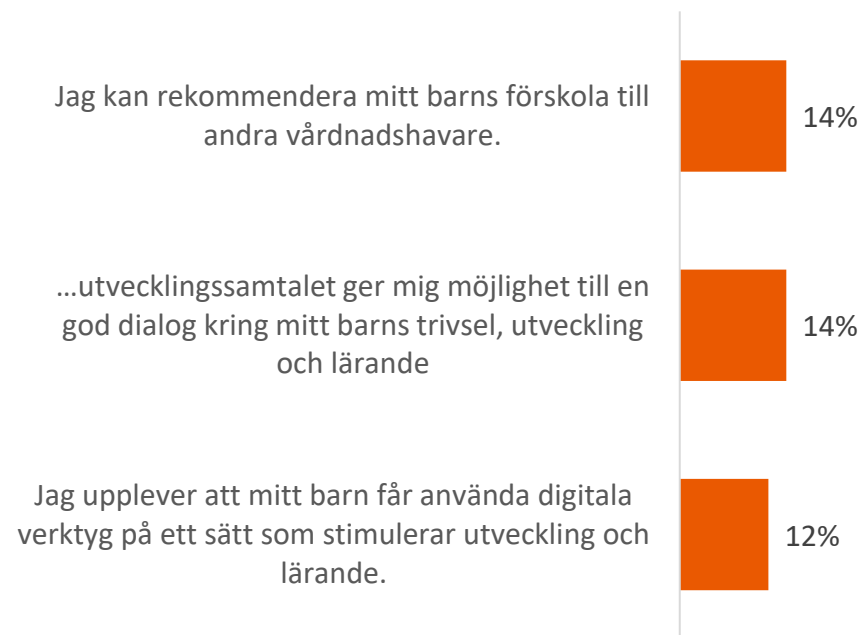 Jag kan rekommendera mitt barns förskola till
andra vårdnadshavare.
14%
...utvecklingssamtalet ger mig möjlighet till en
god dialog kring mitt barns trivsel, utveckling
och lärande
14%
Jag upplever att mitt barn får använda digitala
verktyg på ett sätt som stimulerar utveckling och
lärande.
12%